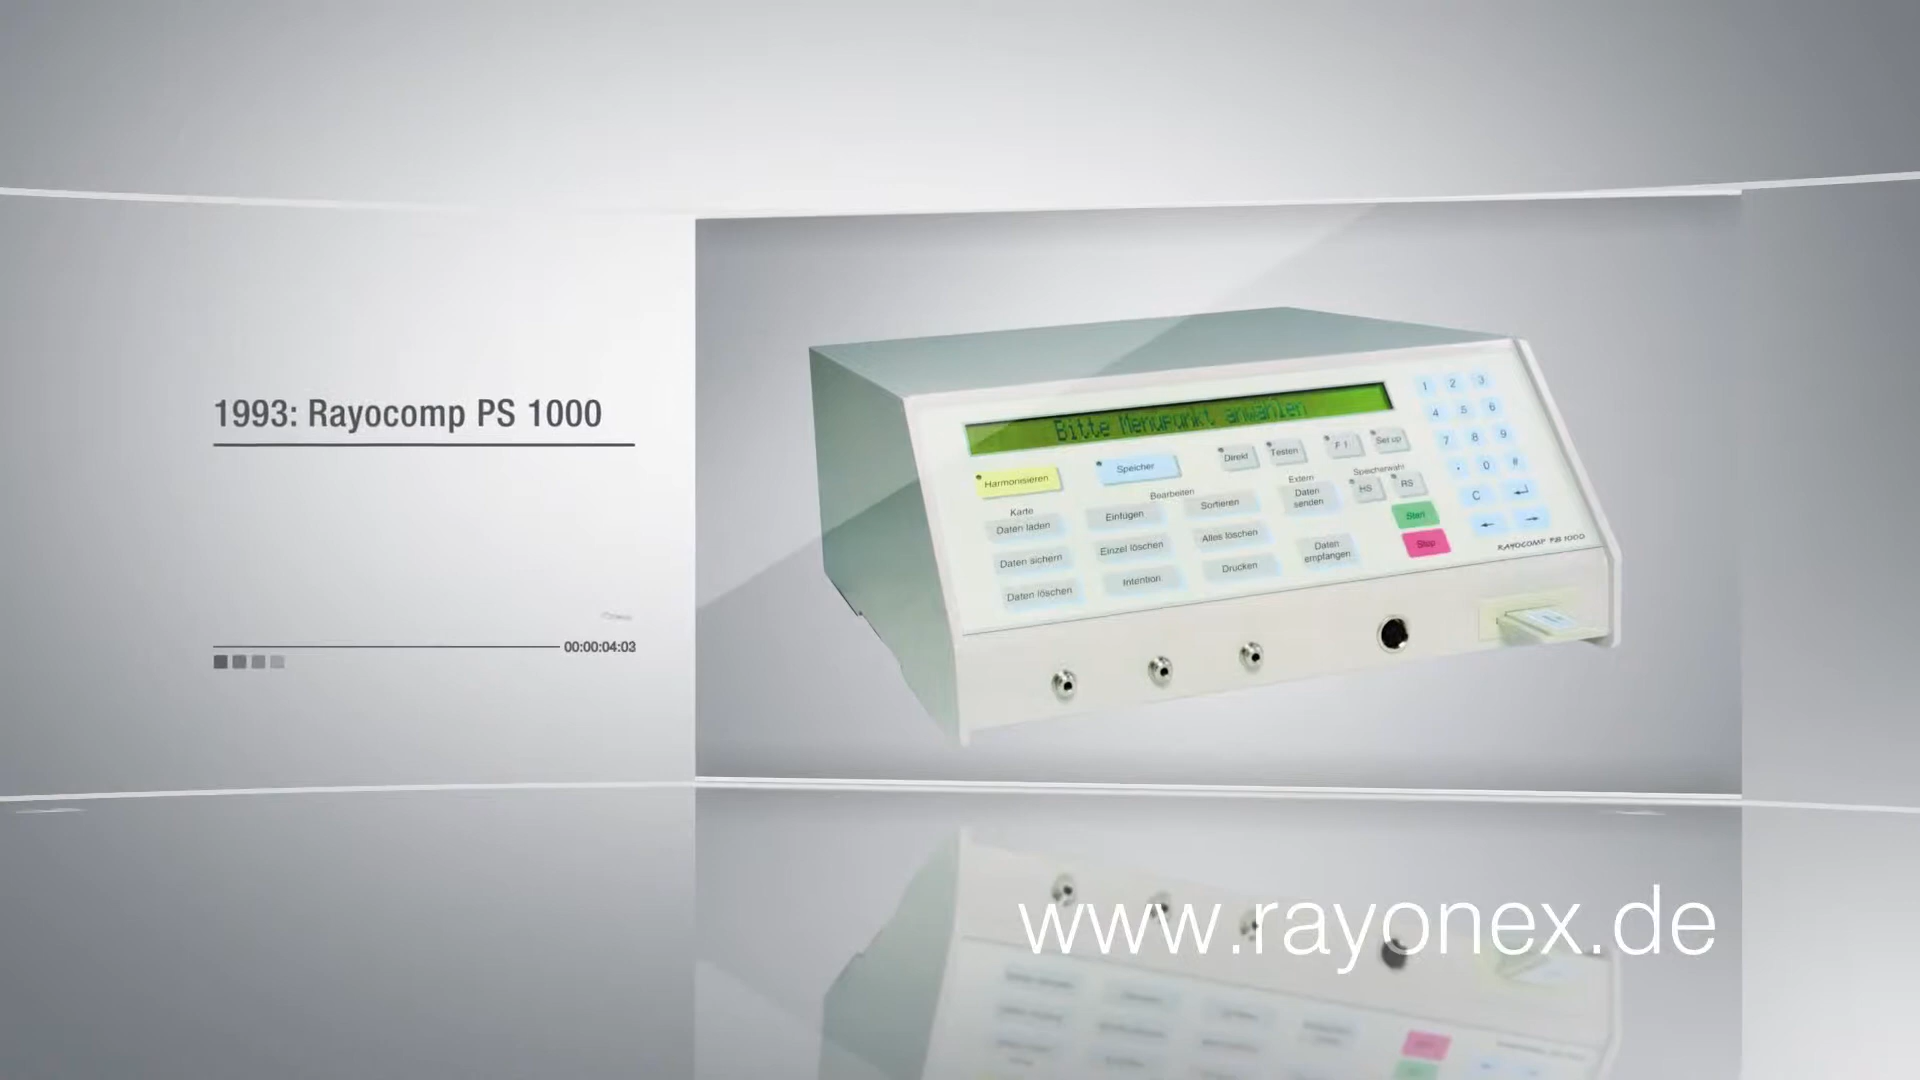 1993: Rayocomp PS 1000
00:00:04:03
Bitte Menupunkt anwählen
Harmonisieren
Speicher
Direkt
Testen
F 1
Set up
Karte
Bearbeiten
Extern
Speicherwahl
Daten laden
Einfügen
Sortieren
Daten senden
HS
RS
Daten sichern
Einzel löschen
Alles löschen
Start
Daten löschen
Intention
Drucken
Daten empfangen
Stop
1 2 3
4 5 6
7 8 9
. 0 #
C ↵
← →
RAYOCOMP PS 1000
www.rayonex.de